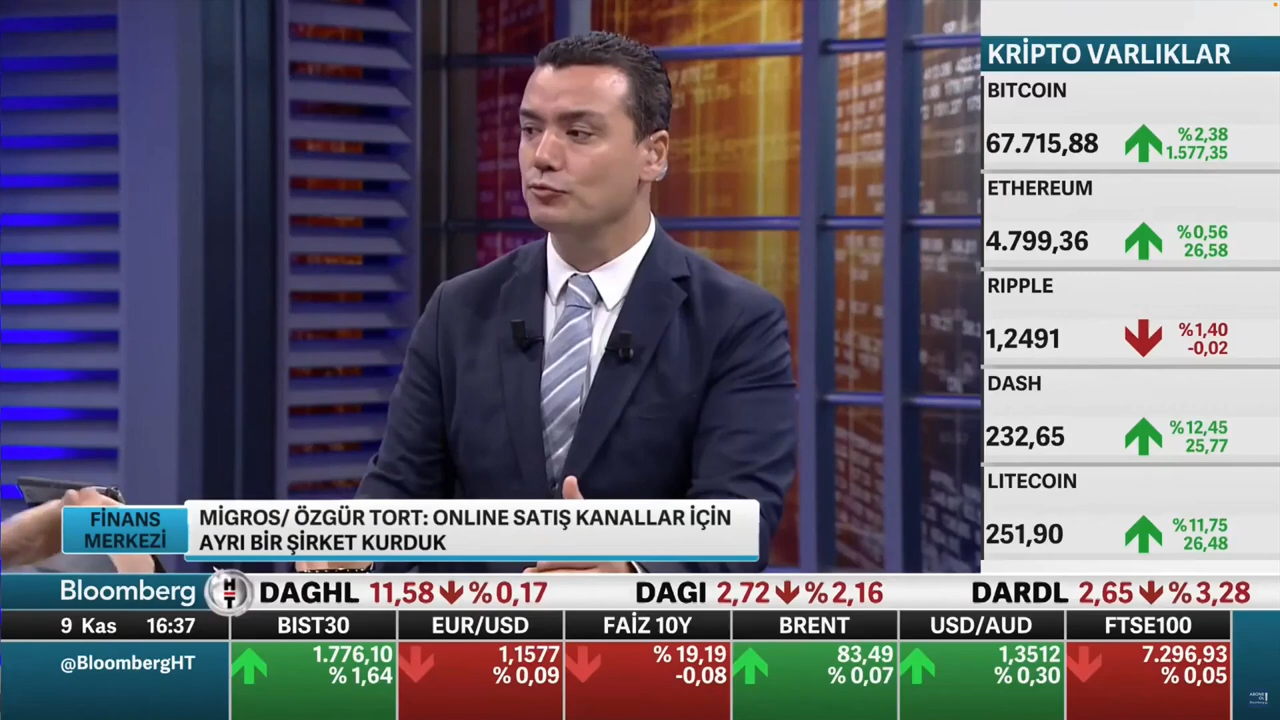 KRİPTO VARLIKLAR
BITCOIN
67.715,88 %2,38
1.577,35
ETHEREUM
4.799,36 %0,56
26,58
RIPPLE
1,2491 %1,40
-0,02
DASH
232,65 %12,45
25,77
LITECOIN
251,90 %11,75
26,48
FİNANS
MERKEZİ
MİGROS/ ÖZGÜR TORT: ONLINE SATIŞ KANALLAR İÇİN
AYRI BİR ŞİRKET KURDUK
Bloomberg HT DAGHL 11,58 %0,17 DAGI 2,72 %2,16 DARDL 2,65 %3,28
9 Kas 16:37 BIST30 EUR/USD FAİZ 10Y BRENT USD/AUD FTSE100
@BloombergHT 1.776,10 1,1577 %19,19 83,49 1,3512 7.296,93
%1,64 %0,09 -0,08 %0,07 %0,30 %0,05
ABONE
OL